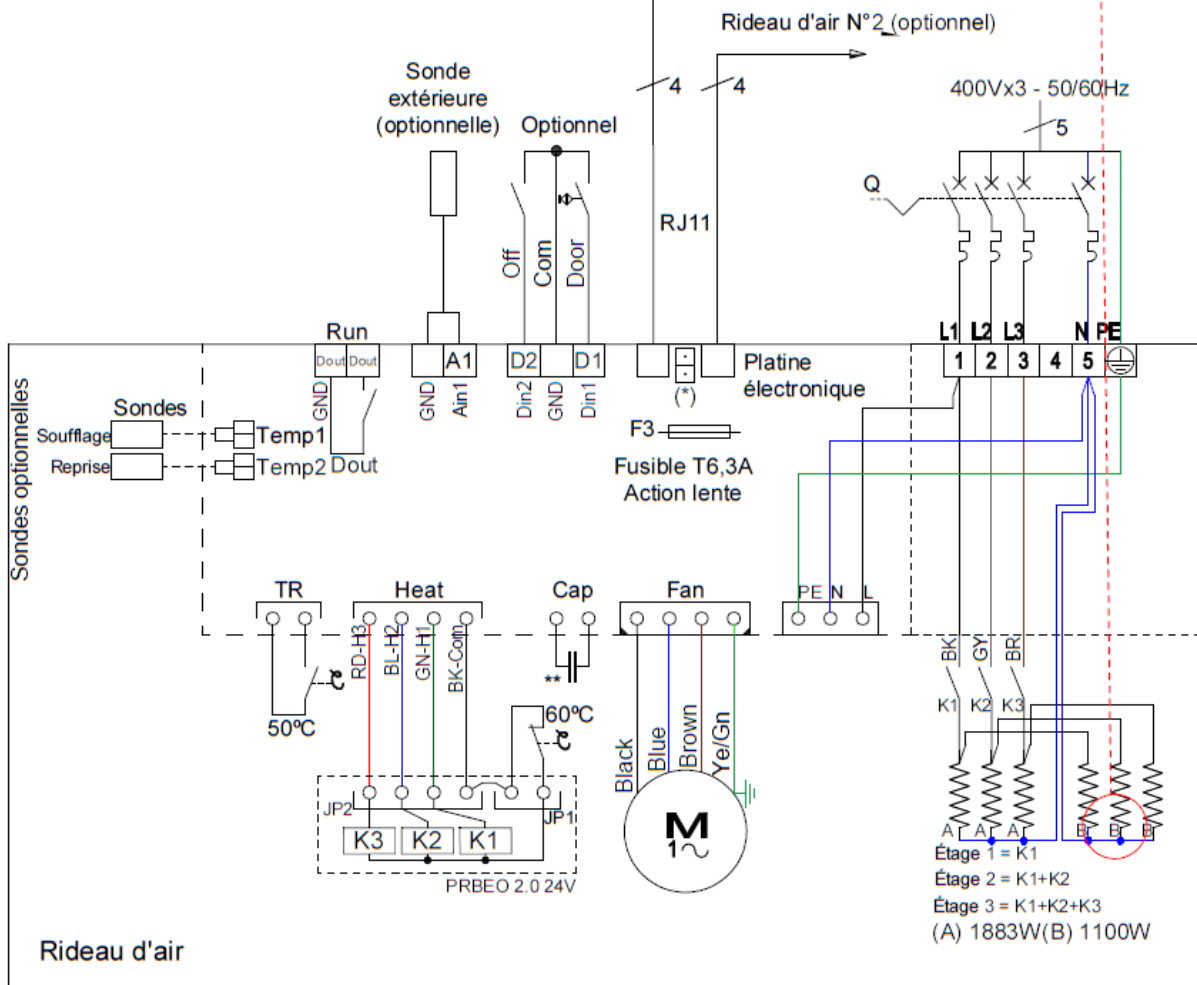 Rideau d'air N°2 (optionnel)
Sonde
extérieure
(optionnelle)
Optionnel
4
4
400Vx3 - 50/60Hz
5
Q
RJ11
Off
Com
Door
L1 L2 L3 N PE
Run
Dout Dout
A1
D2
D1
1 2 3 4 5
GND
GND
Ain1
Din2
GND
Din1
(*)
Platine
électronique
Sondes optionnelles
Sondes
Soufflage
Reprise
Temp1
Temp2
Dout
F3
Fusible T6,3A
Action lente
TR
Heat
Cap
Fan
PE N L
RD-H3
BL-H2
GN-H1
BK-Com
**
50ºC
60ºC
Black
Blue
Brown
Ye/Gn
BK
GY
BR
K1
K2
K3
JP2
JP1
K3
K2
K1
PRBEO 2.0 24V
M
1~
A A A B B B
Étage 1 = K1
Étage 2 = K1+K2
Étage 3 = K1+K2+K3
(A) 1883W(B) 1100W
Rideau d'air